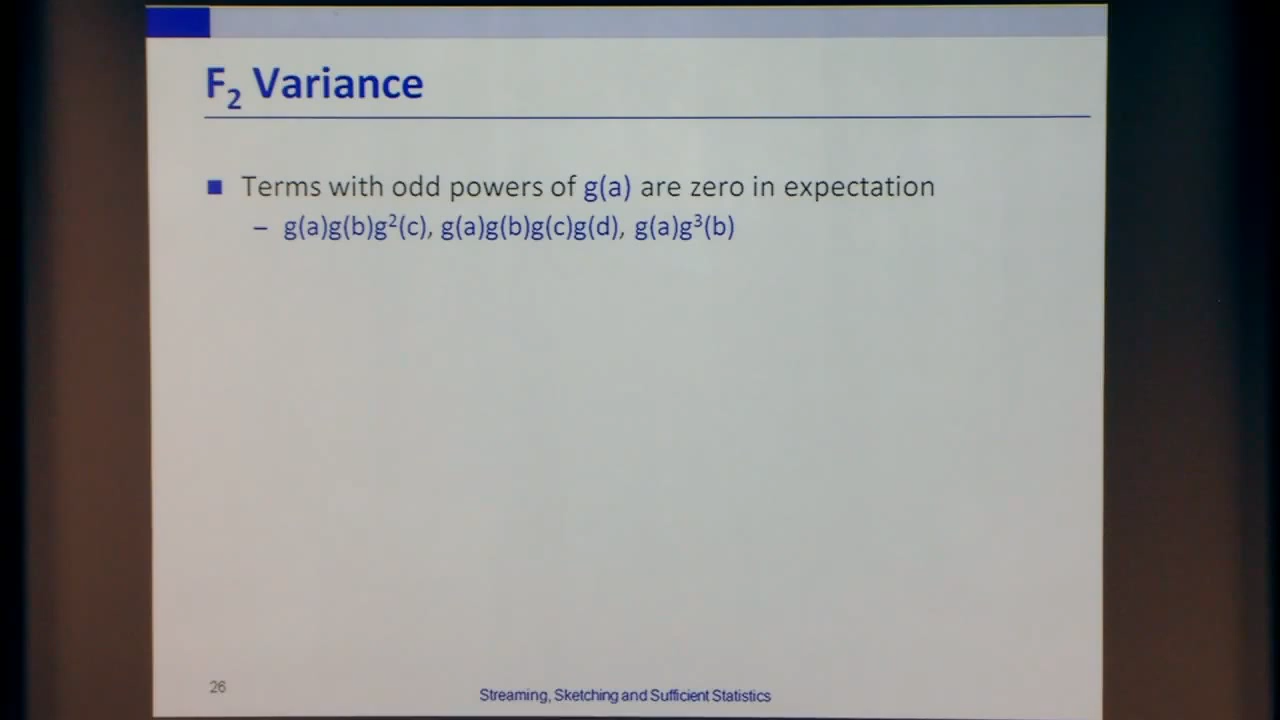 F₂ Variance
■ Terms with odd powers of g(a) are zero in expectation
– g(a)g(b)g²(c), g(a)g(b)g(c)g(d), g(a)g³(b)
26
Streaming, Sketching and Sufficient Statistics